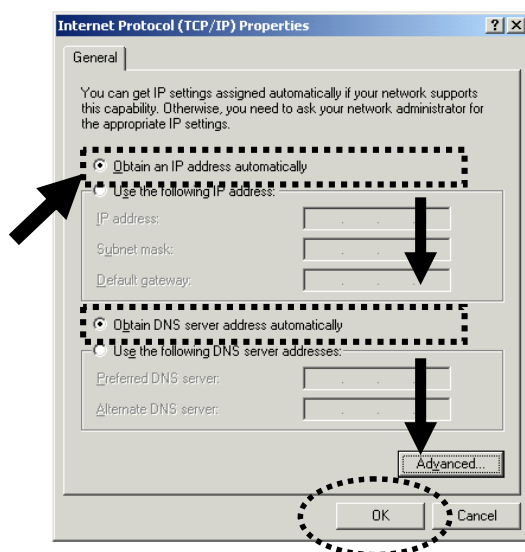 Internet Protocol (TCP/IP) Properties
General
You can get IP settings assigned automatically if your network supports
this capability. Otherwise, you need to ask your network administrator for
the appropriate IP settings.
Obtain an IP address automatically
Use the following IP address:
IP address:
Subnet mask:
Default gateway:
Obtain DNS server address automatically
Use the following DNS server addresses:
Preferred DNS server:
Alternate DNS server:
Advanced...
OK
Cancel